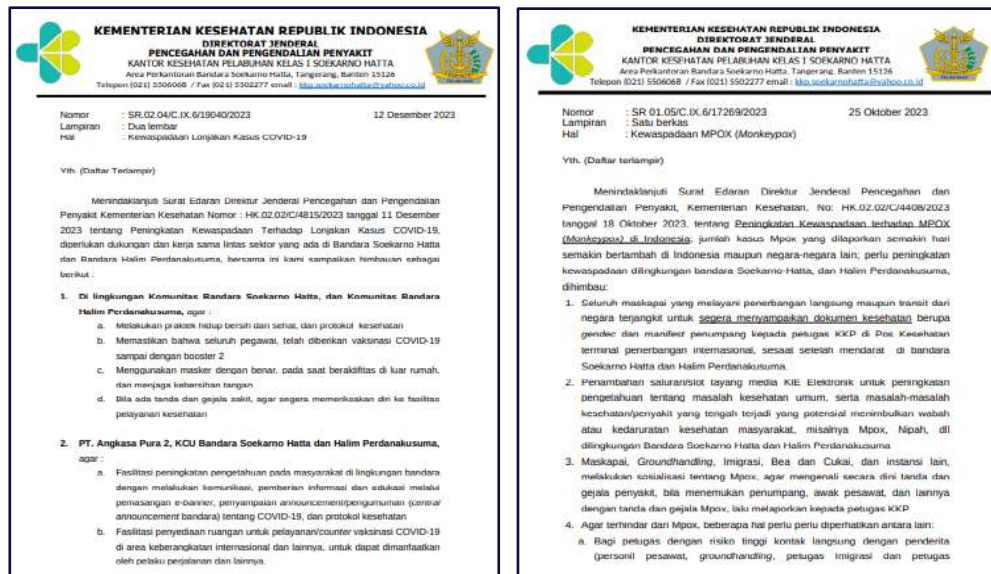 KEMENTERIAN KESEHATAN REPUBLIK INDONESIA
DIREKTORAT JENDERAL
PENCEGAHAN DAN PENGENDALIAN PENYAKIT
KANTOR KESEHATAN PELABUHAN KELAS I SOEKARNO HATTA
Area Perkantoran Bandara Soekarno Hatta, Tangerang, Banten 15126
Telepon (021) 5506068 / Fax (021) 5502277 email : kkp.soekarnohatta@yahoo.co.id
Nomor : SR.02.04/C.IX.6/19040/2023 12 Desember 2023
Lampiran : Dua lembar
Hal : Kewaspadaan Lonjakan Kasus COVID-19
Yth. (Daftar Terlampir)
Menindaklanjuti Surat Edaran Direktur Jenderal Pencegahan dan Pengendalian
Penyakit Kementerian Kesehatan Nomor : HK.02.02/C/4815/2023 tanggal 11 Desember
2023 tentang Peningkatan Kewaspadaan Terhadap Lonjakan Kasus COVID-19,
diperlukan dukungan dan kerja sama lintas sektor yang ada di Bandara Soekarno Hatta
dan Bandara Halim Perdanakusuma, bersama ini kami sampaikan himbauan sebagai
berikut :
1. Di lingkungan Komunitas Bandara Soekarno Hatta, dan Komunitas Bandara
Halim Perdanakusuma, agar :
a. Melakukan praktek hidup bersih dan sehat, dan protokol kesehatan
b. Memastikan bahwa seluruh pegawai, telah diberikan vaksinasi COVID-19
sampai dengan booster 2
c. Menggunakan masker dengan benar, pada saat beraktifitas di luar rumah,
dan menjaga kebersihan tangan
d. Bila ada tanda dan gejala sakit, agar segera memeriksakan diri ke fasilitas
pelayanan kesehatan
2. PT. Angkasa Pura 2, KCU Bandara Soekarno Hatta dan Halim Perdanakusuma,
agar :
a. Fasilitasi peningkatan pengetahuan pada masyarakat di lingkungan bandara
dengan melakukan komunikasi, pemberian informasi dan edukasi melalui
pemasangan e-banner, penyampaian announcement/pengumuman (central
announcement bandara) tentang COVID-19, dan protokol kesehatan
b. Fasilitasi penyediaan ruangan untuk pelayanan/counter vaksinasi COVID-19
di area keberangkatan internasional dan lainnya, untuk dapat dimanfaatkan
oleh pelaku perjalanan dan lainnya.
KEMENTERIAN KESEHATAN REPUBLIK INDONESIA
DIREKTORAT JENDERAL
PENCEGAHAN DAN PENGENDALIAN PENYAKIT
KANTOR KESEHATAN PELABUHAN KELAS I SOEKARNO HATTA
Area Perkantoran Bandara Soekarno Hatta, Tangerang, Banten 15126
Telepon (021) 5506068 / Fax (021) 5502277 email : kkp.soekarnohatta@yahoo.co.id
Nomor : SR 01.05/C.IX.6/17269/2023 25 Oktober 2023
Lampiran : Satu berkas
Hal : Kewaspadaan MPOX (Monkeypox)
Yth. (Daftar terlampir)
Menindaklanjuti Surat Edaran Direktur Jenderal Pencegahan dan
Pengendalian Penyakit, Kementerian Kesehatan, No: HK.02.02/C/4408/2023
tanggal 18 Oktober 2023, tentang Peningkatan Kewaspadaan terhadap MPOX
(Monkeypox) di Indonesia; jumlah kasus Mpox yang dilaporkan semakin hari
semakin bertambah di Indonesia maupun negara-negara lain; perlu peningkatan
kewaspadaan dilingkungan bandara Soekarno-Hatta, dan Halim Perdanakusuma,
dihimbau:
1. Seluruh maskapai yang melayani penerbangan langsung maupun transit dari
negara terjangkit untuk segera menyampaikan dokumen kesehatan berupa
gendec dan manifest penumpang kepada petugas KKP di Pos Kesehatan
terminal penerbangan internasional, sesaat setelah mendarat di bandara
Soekarno Hatta dan Halim Perdanakusuma.
2. Penambahan saluran/slot tayang media KIE Elektronik untuk peningkatan
pengetahuan tentang masalah kesehatan umum, serta masalah-masalah
kesehatan/penyakit yang tengah terjadi yang potensial menimbulkan wabah
atau kedaruratan kesehatan masyarakat, misalnya Mpox, Nipah, dll
dilingkungan Bandara Soekarno Hatta dan Halim Perdanakusuma
3. Maskapai, Groundhandling, Imigrasi, Bea dan Cukai, dan instansi lain,
melakukan sosialisasi tentang Mpox, agar mengenali secara dini tanda dan
gejala penyakit, bila menemukan penumpang, awak pesawat, dan lainnya
dengan tanda dan gejala Mpox, lalu melaporkan kepada petugas KKP
4. Agar terhindar dari Mpox, beberapa hal perlu perlu diperhatikan antara lain:
a. Bagi petugas dengan risiko tinggi kontak langsung dengan penderita
(personil pesawat, groundhandling, petugas Imigrasi dan petugas